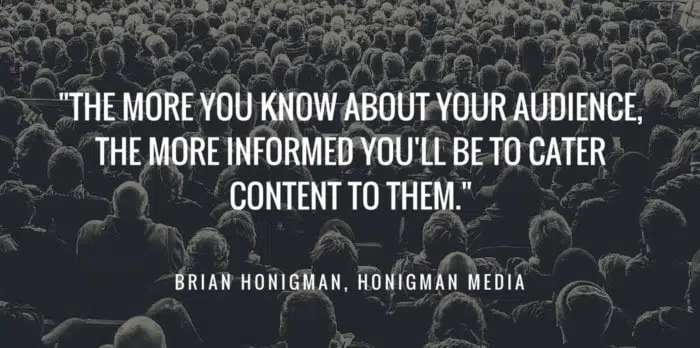 "THE MORE YOU KNOW ABOUT YOUR AUDIENCE,
THE MORE INFORMED YOU'LL BE TO CATER
CONTENT TO THEM."
BRIAN HONIGMAN, HONIGMAN MEDIA